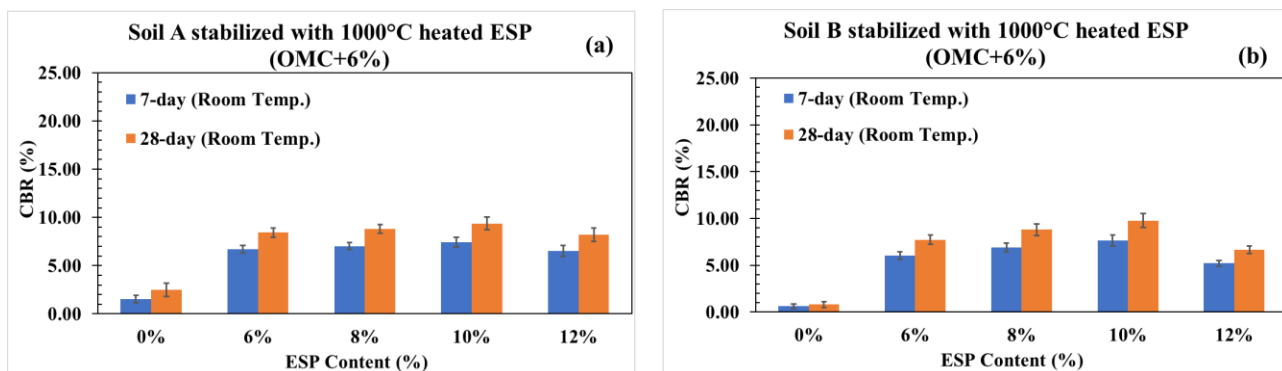 Soil A stabilized with 1000°C heated ESP
(OMC+6%)
(a)
25.00
20.00
15.00
10.00
5.00
0.00
CBR (%)
7-day (Room Temp.)
28-day (Room Temp.)
0% 6% 8% 10% 12%
ESP Content (%)
Soil B stabilized with 1000°C heated ESP
(OMC+6%)
(b)
25.00
20.00
15.00
10.00
5.00
0.00
CBR (%)
7-day (Room Temp.)
28-day (Room Temp.)
0% 6% 8% 10% 12%
ESP Content (%)